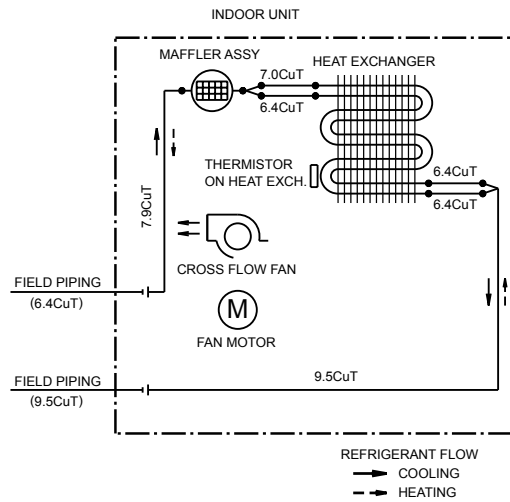 INDOOR UNIT
MAFFLER ASSY
HEAT EXCHANGER
7.0CuT
6.4CuT
THERMISTOR
ON HEAT EXCH.
6.4CuT
6.4CuT
7.9CuT
CROSS FLOW FAN
FIELD PIPING
(6.4CuT)
M
FAN MOTOR
FIELD PIPING
(9.5CuT)
9.5CuT
REFRIGERANT FLOW
COOLING
HEATING